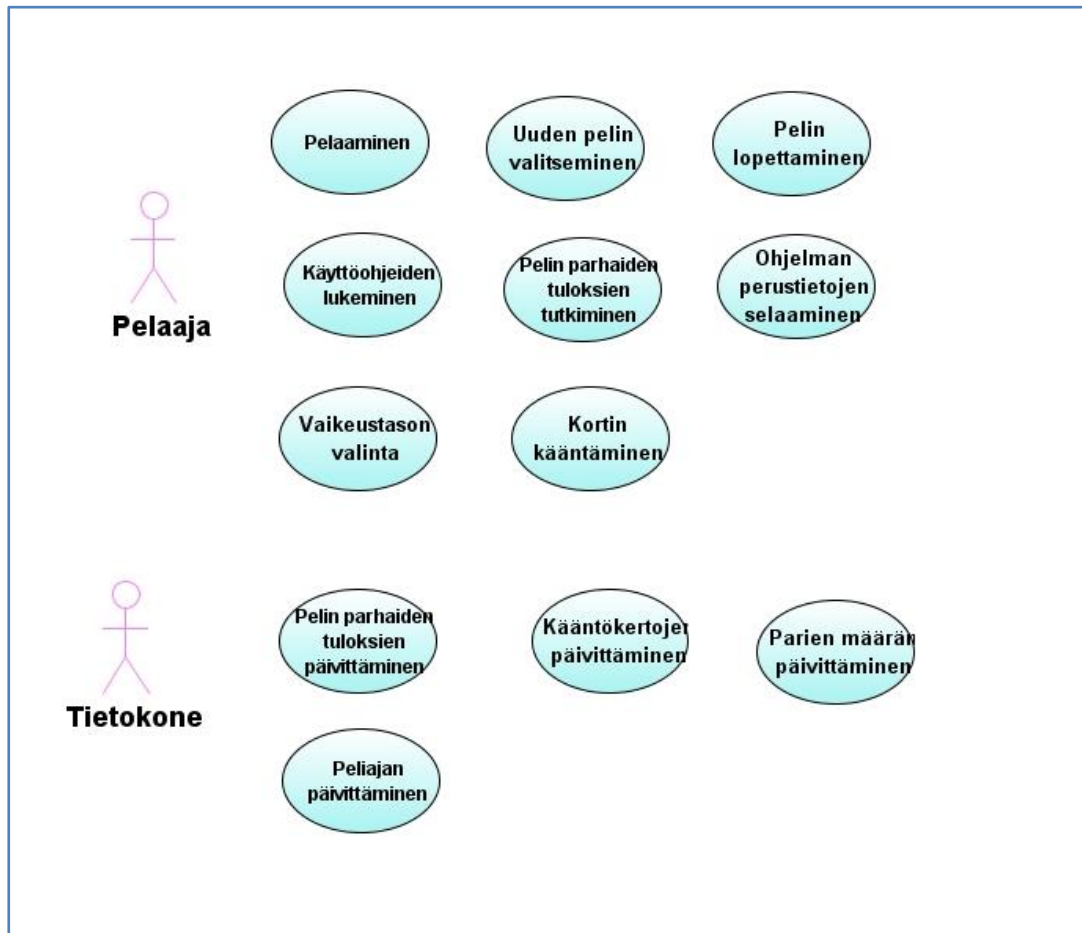 Pelaaminen
Uuden pelin
valitseminen
Pelin
lopettaminen
Pelaaja
Käyttöohjeiden
lukeminen
Pelin parhaiden
tuloksien
tutkiminen
Ohjelman
perustietojen
selaaminen
Vaikeustason
valinta
Kortin
kääntäminen
Tietokone
Pelin parhaiden
tuloksien
päivittäminen
Kääntökertojen
päivittäminen
Parien määrän
päivittäminen
Peliajan
päivittäminen